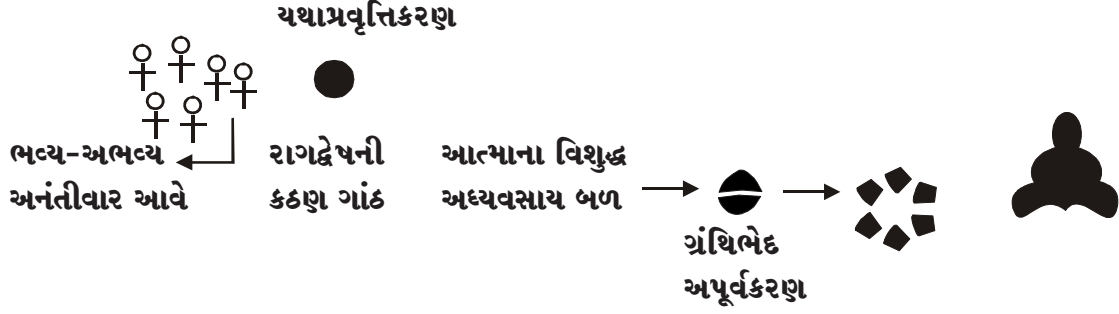 યથાપ્રવૃત્તિકરણ
ભવ્ય-અભવ્ય
અનંતીવાર આવે
રાગદ્વેષની
કઠણ ગાંઠ
આત્માના વિશુદ્ધ
અધ્યવસાય બળ
ગ્રંથિભેદ
અપૂર્વકરણ